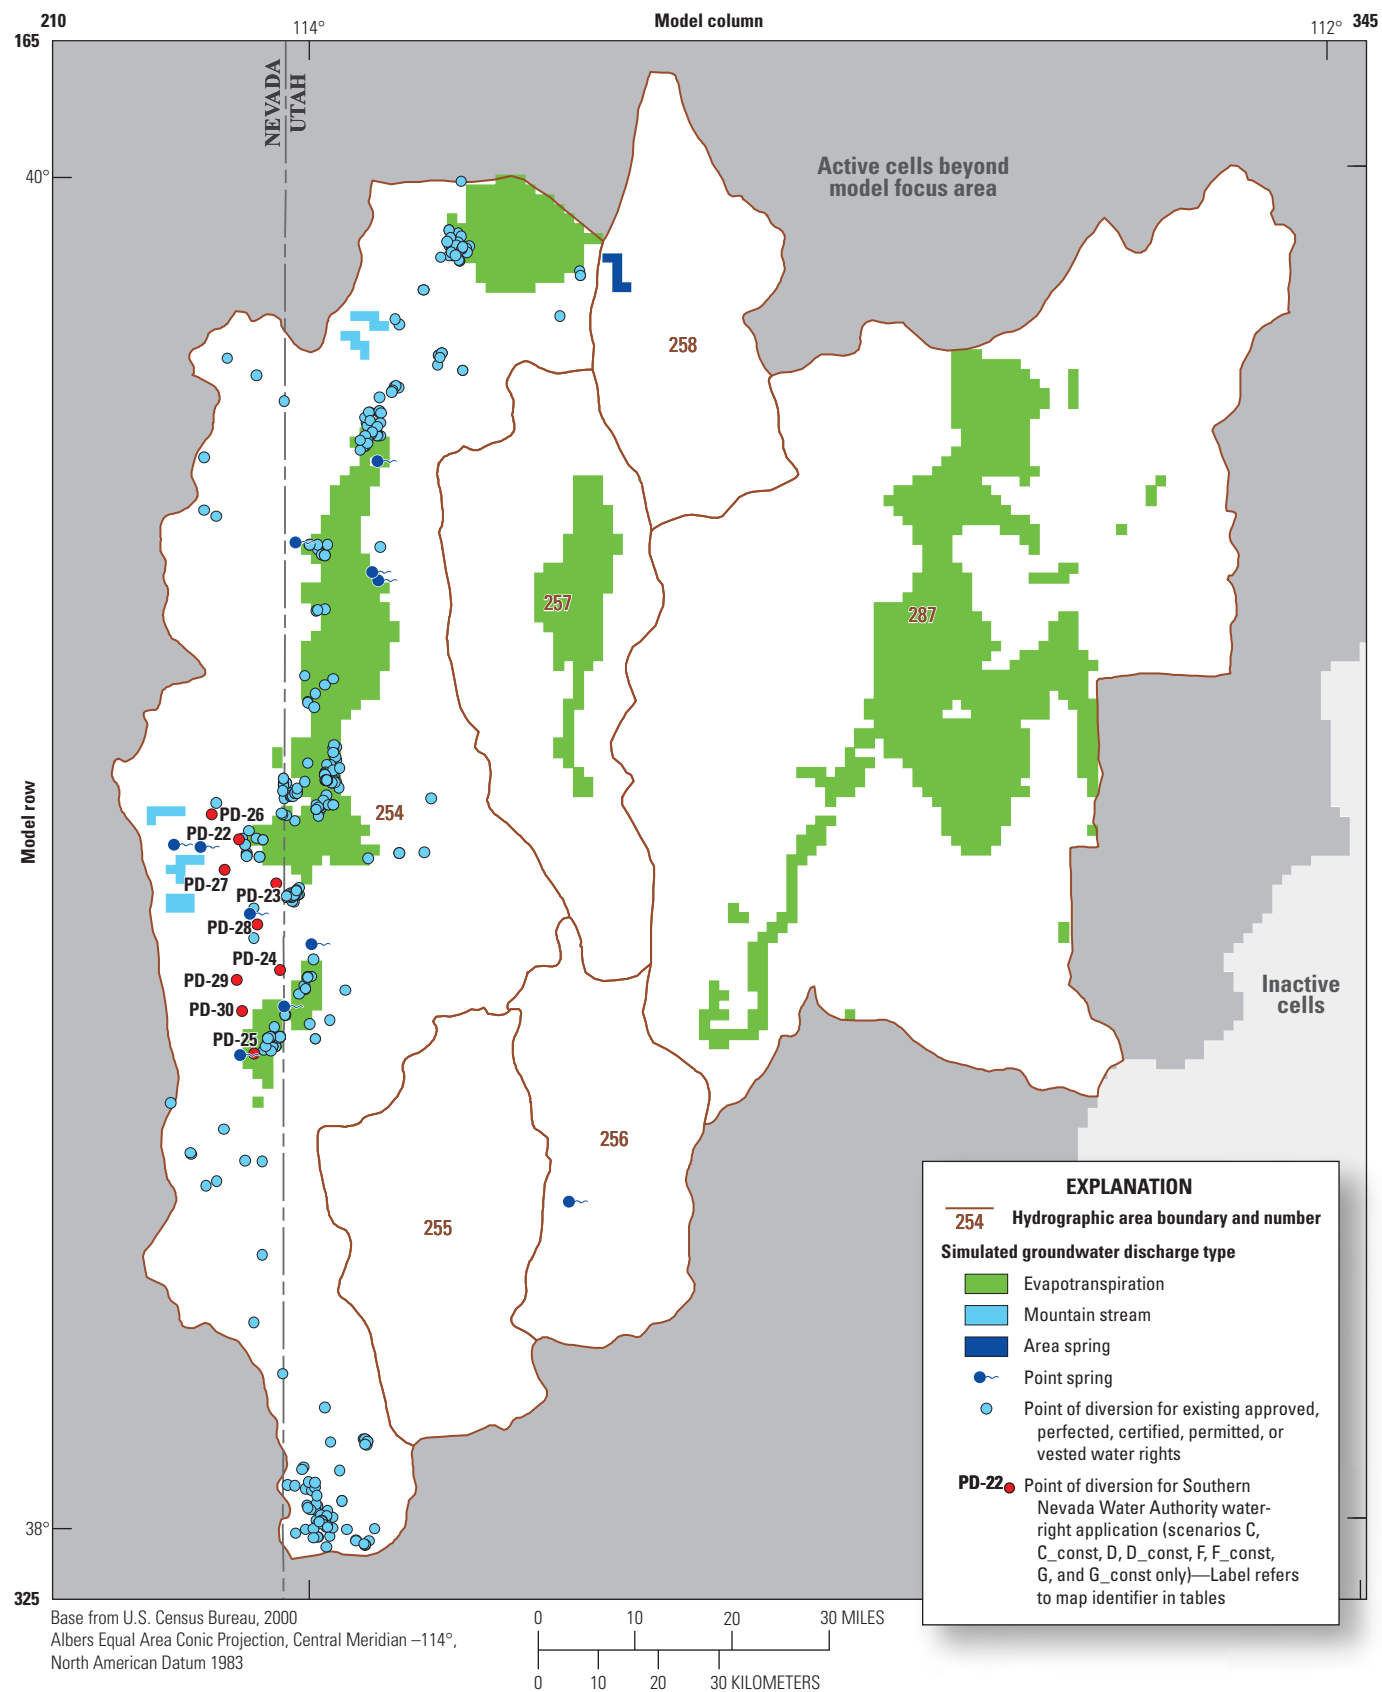 210
Model column
345
165
114°
112°
NEVADA
UTAH
40°
Active cells beyond
model focus area
258
257
287
Model row
254
PD-26
PD-22
PD-27
PD-23
PD-28
PD-24
PD-29
PD-30
PD-25
Inactive
cells
256
255
38°
325
EXPLANATION
254
Hydrographic area boundary and number
Simulated groundwater discharge type
Evapotranspiration
Mountain stream
Area spring
Point spring
Point of diversion for existing approved,
perfected, certified, permitted, or
vested water rights
PD-22
Point of diversion for Southern
Nevada Water Authority water-
right application (scenarios C,
C_const, D, D_const, F, F_const,
G, and G_const only)—Label refers
to map identifier in tables
Base from U.S. Census Bureau, 2000
Albers Equal Area Conic Projection, Central Meridian –114°,
North American Datum 1983
0 10 20 30 MILES
0 10 20 30 KILOMETERS